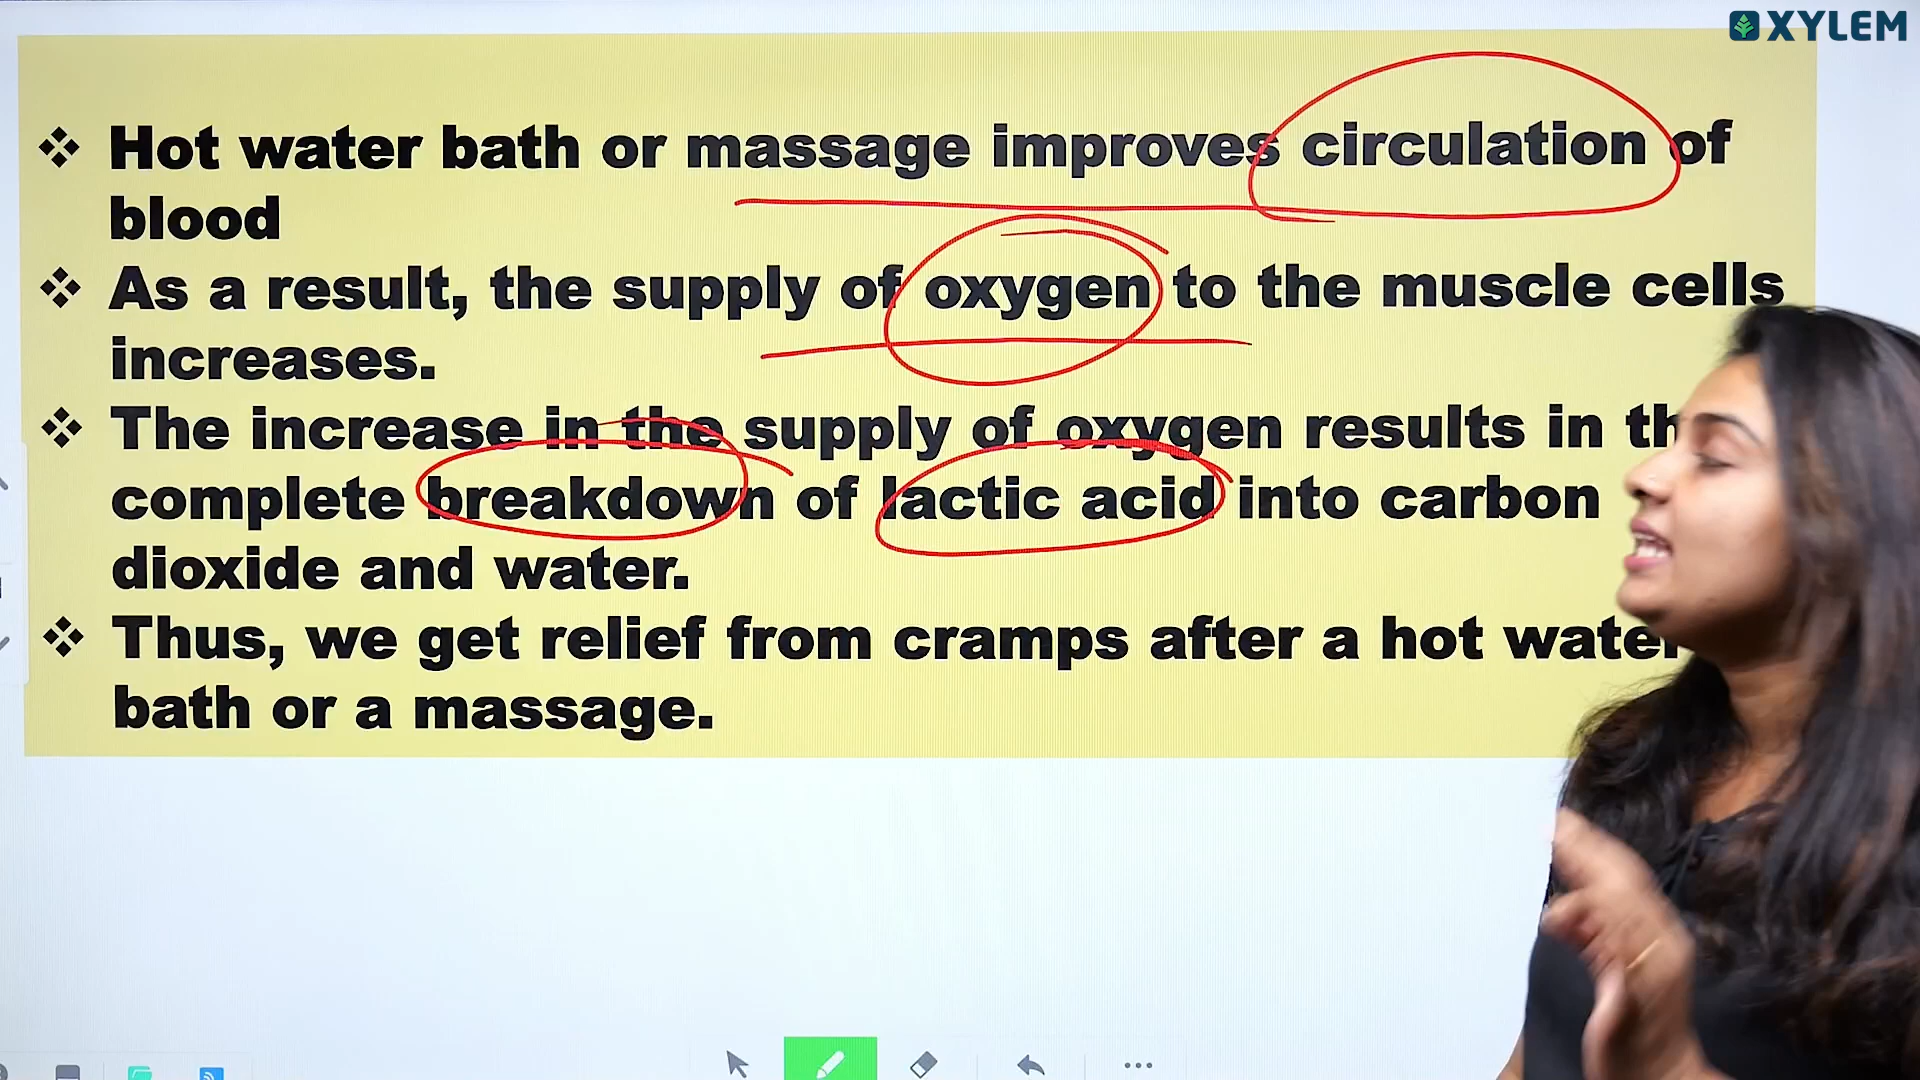 XYLEM
❖ Hot water bath or massage improves circulation of
blood
❖ As a result, the supply of oxygen to the muscle cells
increases.
❖ The increase in the supply of oxygen results in th
complete breakdown of lactic acid into carbon
dioxide and water.
❖ Thus, we get relief from cramps after a hot water
bath or a massage.